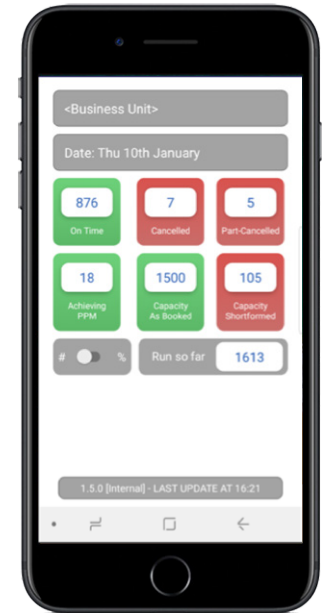 <Business Unit>
Date: Thu 10th January
876
7
5
On Time
Cancelled
Part-Cancelled
18
1500
105
Achieving
PPM
Capacity
As Booked
Capacity
Shortformed
# %
Run so far 1613
1.5.0 [Internal] - LAST UPDATE AT 16:21